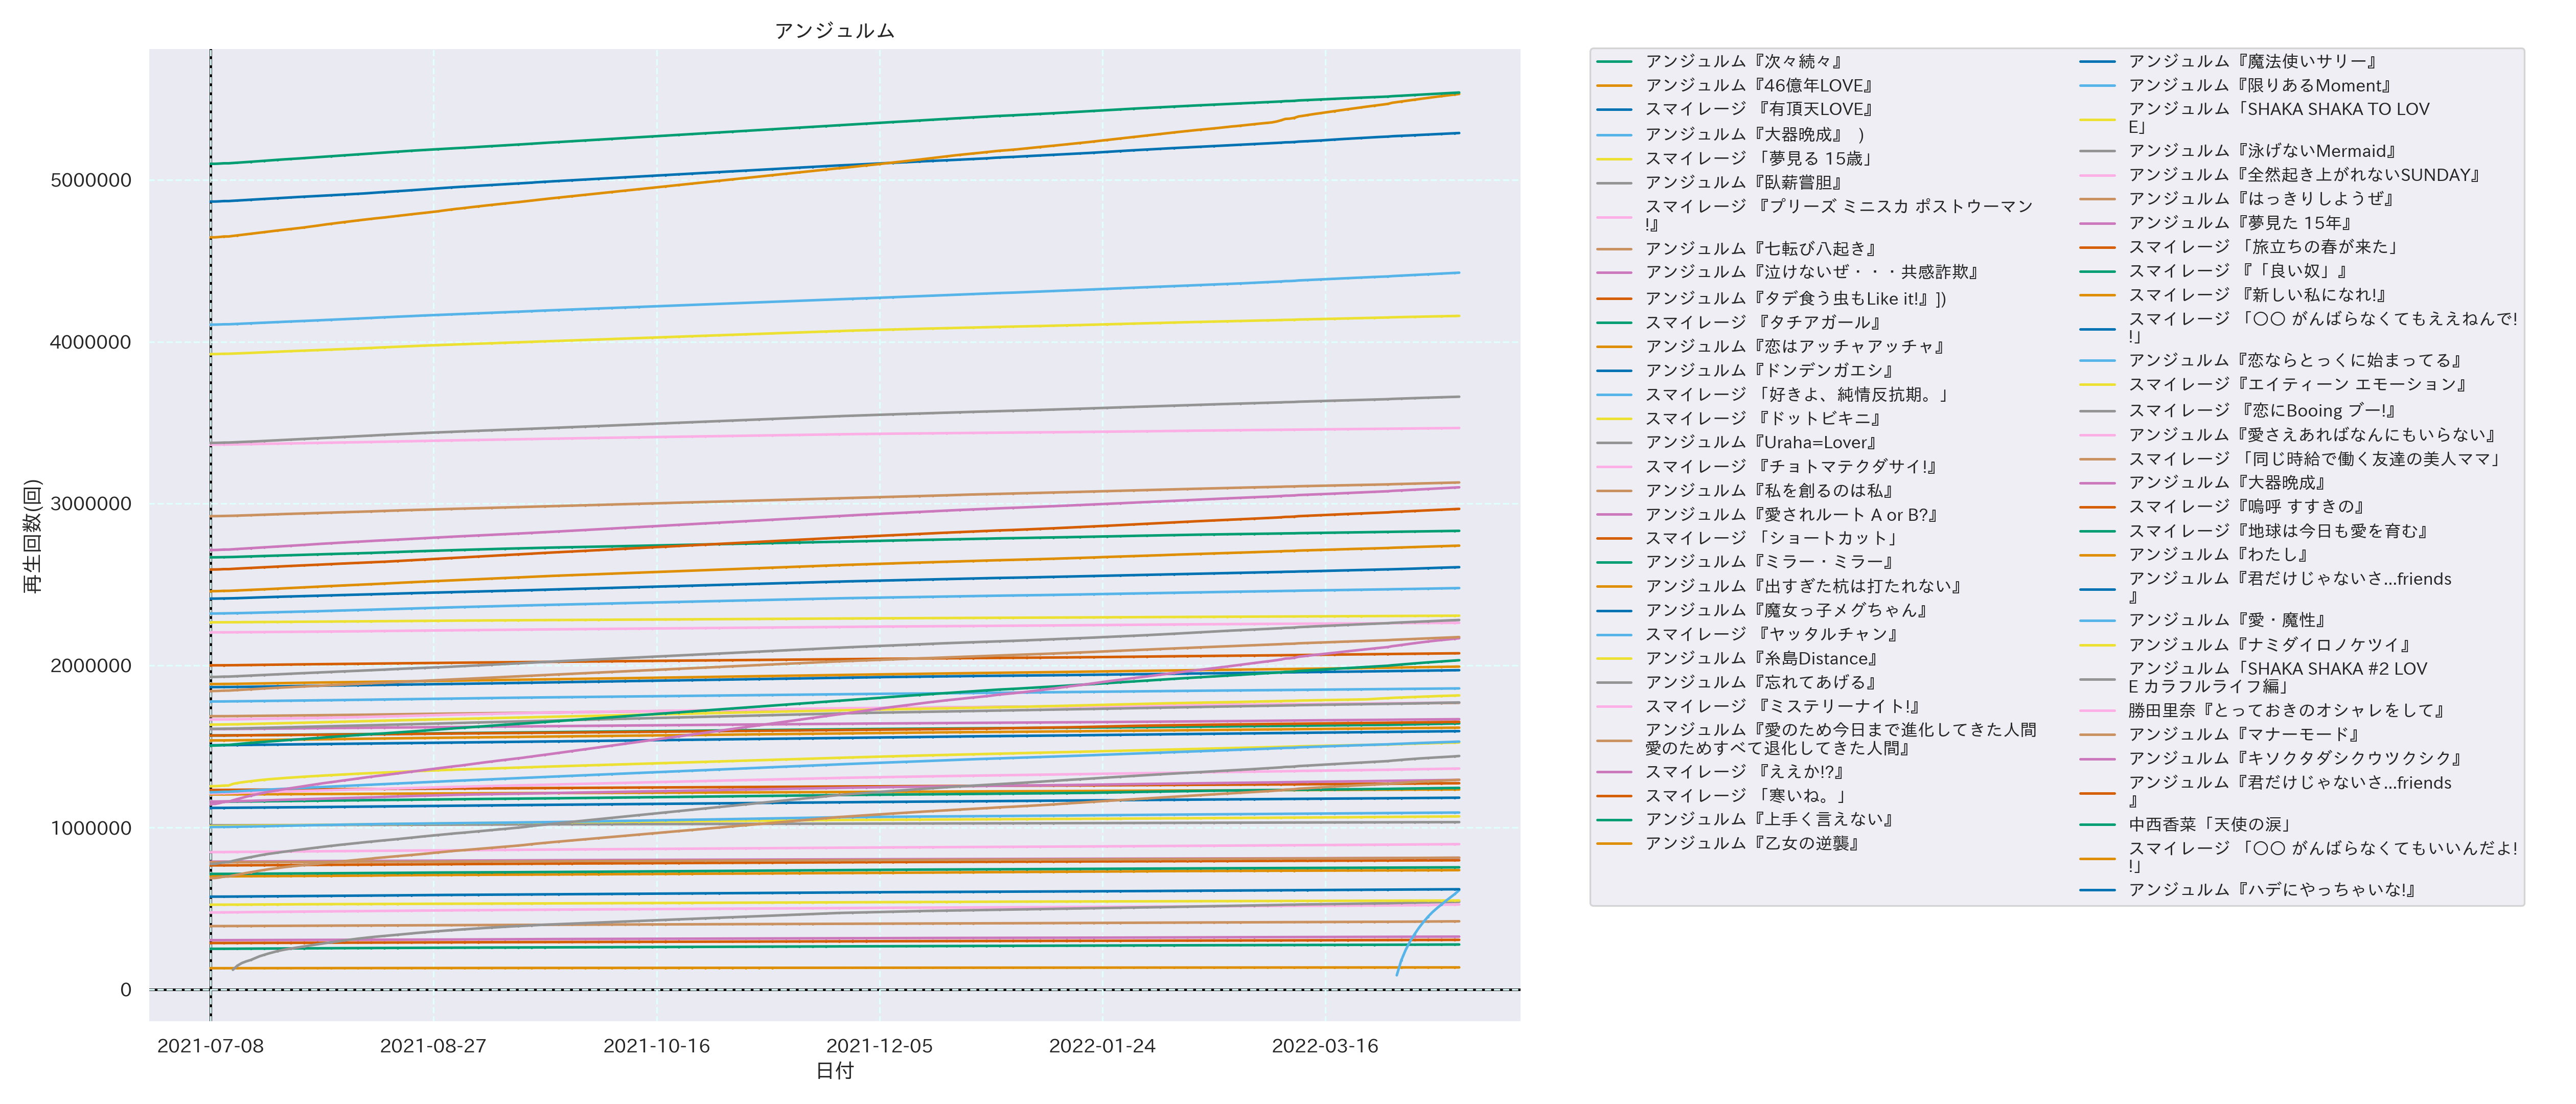 アンジュルム
5000000
4000000
3000000
2000000
1000000
0
再生回数(回)
2021-07-08
2021-08-27
2021-10-16
2021-12-05
2022-01-24
2022-03-16
日付
アンジュルム『次々続々』
アンジュルム『46億年LOVE』
スマイレージ 『有頂天LOVE』
アンジュルム『大器晩成』 )
スマイレージ 「夢見る 15歳」
アンジュルム『臥薪嘗胆』
スマイレージ 『プリーズ ミニスカ ポストウーマン
!』
アンジュルム『七転び八起き』
アンジュルム『泣けないぜ・・・共感詐欺』
アンジュルム『タデ食う虫もLike it!』])
スマイレージ 『タチアガール』
アンジュルム『恋はアッチャアッチャ』
アンジュルム『ドンデンガエシ』
スマイレージ 「好きよ、純情反抗期。」
スマイレージ 『ドットビキニ』
アンジュルム『Uraha=Lover』
スマイレージ 『チョトマテクダサイ!』
アンジュルム『私を創るのは私』
アンジュルム『愛されルート A or B?』
スマイレージ 「ショートカット」
アンジュルム『ミラー・ミラー』
アンジュルム『出すぎた杭は打たれない』
アンジュルム『魔女っ子メグちゃん』
スマイレージ 『ヤッタルチャン』
アンジュルム『糸島Distance』
アンジュルム『忘れてあげる』
スマイレージ 『ミステリーナイト!』
アンジュルム『愛のため今日まで進化してきた人間
愛のためすべて退化してきた人間』
スマイレージ 『ええか!?』
スマイレージ 「寒いね。」
アンジュルム『上手く言えない』
アンジュルム『乙女の逆襲』
アンジュルム『魔法使いサリー』
アンジュルム『限りあるMoment』
アンジュルム「SHAKA SHAKA TO LOV
E」
アンジュルム『泳げないMermaid』
アンジュルム『全然起き上がれないSUNDAY』
アンジュルム『はっきりしようぜ』
アンジュルム『夢見た 15年』
スマイレージ 「旅立ちの春が来た」
スマイレージ 『「良い奴」』
スマイレージ 『新しい私になれ!』
スマイレージ 「〇〇 がんばらなくてもええねんで!
!」
アンジュルム『恋ならとっくに始まってる』
スマイレージ『エイティーン エモーション』
スマイレージ 『恋にBooing ブー!』
アンジュルム『愛さえあればなんにもいらない』
スマイレージ 「同じ時給で働く友達の美人ママ」
アンジュルム『大器晩成』
スマイレージ『嗚呼 すすきの』
スマイレージ『地球は今日も愛を育む』
アンジュルム『わたし』
アンジュルム『君だけじゃないさ...friends
』
アンジュルム『愛・魔性』
アンジュルム『ナミダイロノケツイ』
アンジュルム「SHAKA SHAKA #2 LOV
E カラフルライフ編」
勝田里奈『とっておきのオシャレをして』
アンジュルム『マナーモード』
アンジュルム『キソクタダシクウツクシク』
アンジュルム『君だけじゃないさ...friends
』
中西香菜「天使の涙」
スマイレージ 「〇〇 がんばらなくてもいいんだよ!
!」
アンジュルム『ハデにやっちゃいな!』